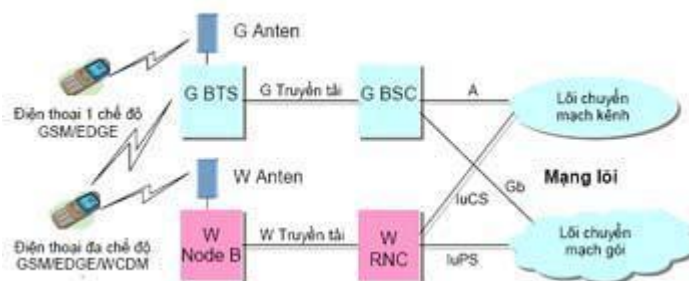 G Anten
G BTS
G Truyền tải
G BSC
A
Lõi chuyển
mạch kênh
Điện thoại 1 chế độ
GSM/EDGE
W Anten
IuCS
Gb
Mạng lõi
Điện thoại đa chế độ
GSM/EDGE/WCDM
W
Node B
W Truyền tải
W
RNC
IuPS
Lõi chuyển
mạch gói